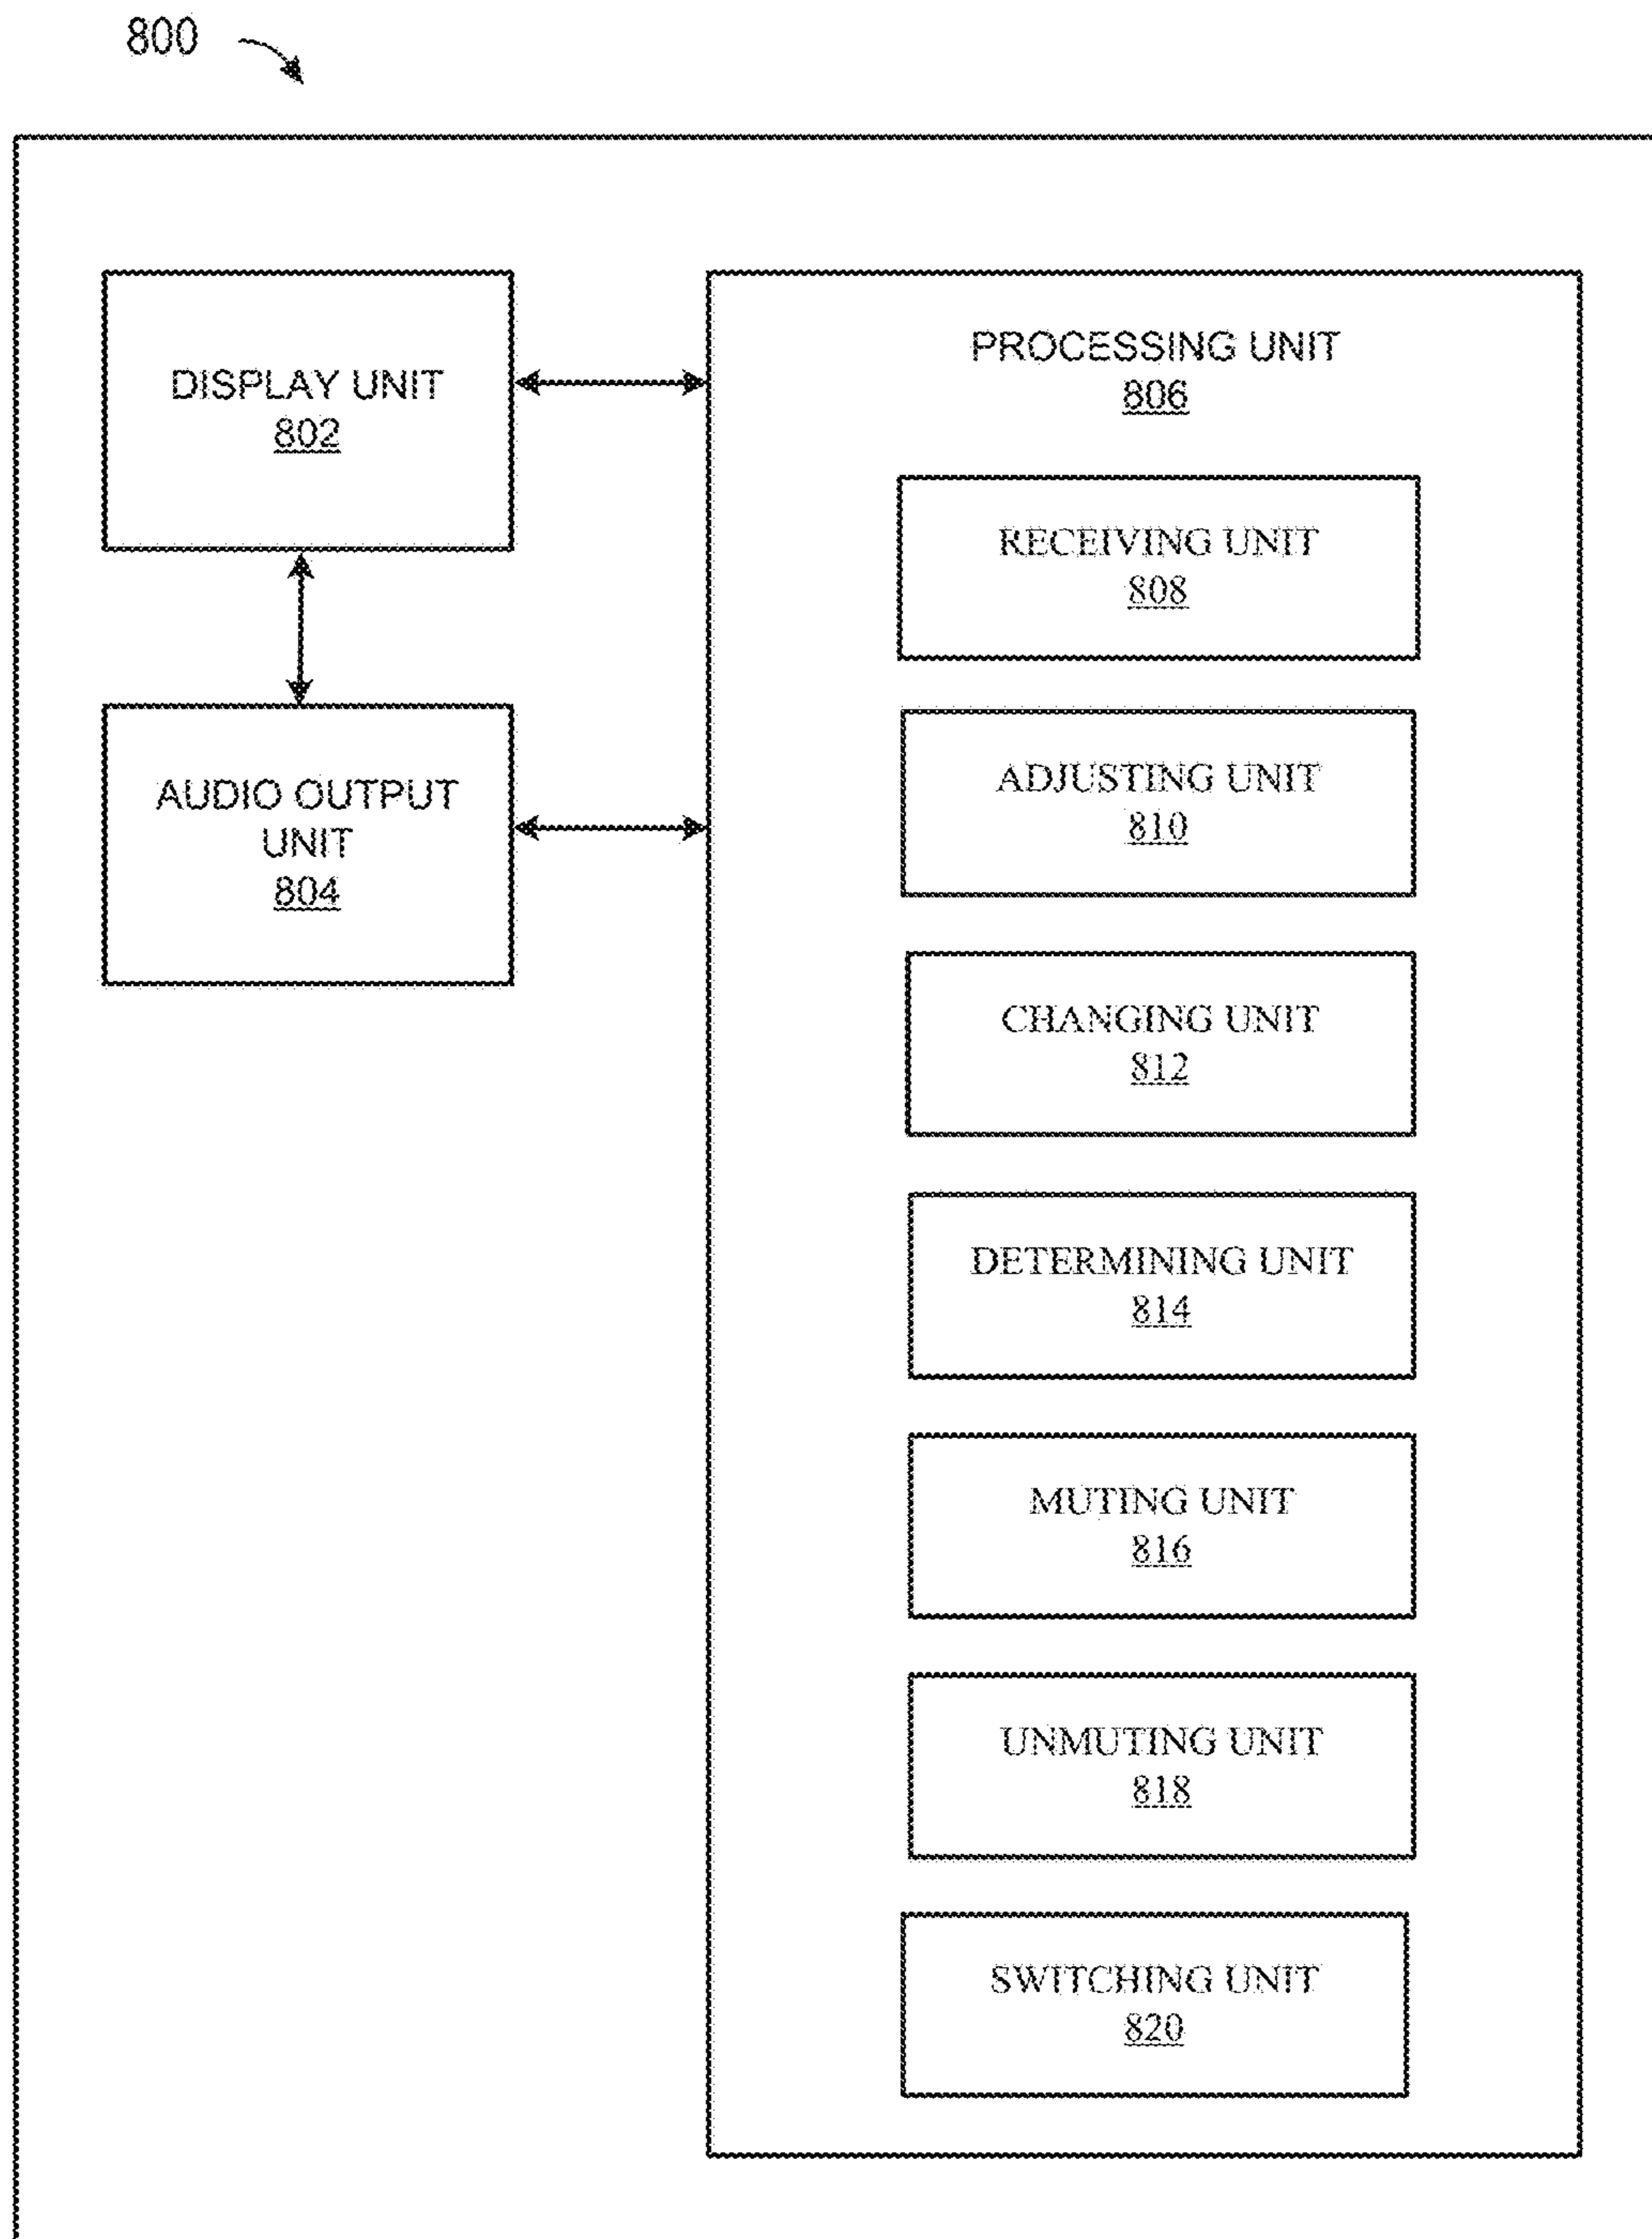 800
DISPLAY UNIT
802
AUDIO OUTPUT
UNIT
804
PROCESSING UNIT
806
RECEIVING UNIT
808
ADJUSTING UNIT
810
CHANGING UNIT
812
DETERMINING UNIT
814
MUTING UNIT
816
UNMUTING UNIT
818
SWITCHING UNIT
820